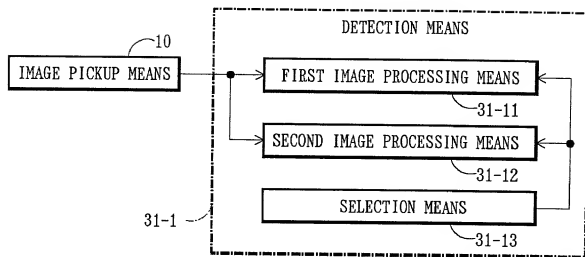 10
DETECTION MEANS
IMAGE PICKUP MEANS
FIRST IMAGE PROCESSING MEANS
31-11
SECOND IMAGE PROCESSING MEANS
31-12
31-1
SELECTION MEANS
31-13